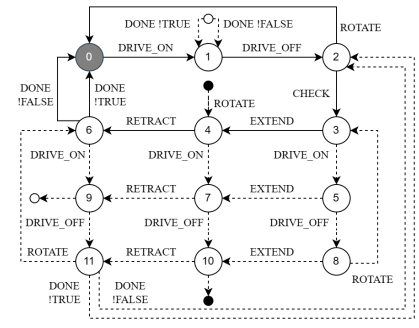 DONE !TRUE
DONE !FALSE
ROTATE
0
DRIVE_ON
1
DRIVE_OFF
2
DONE
!FALSE
DONE
!TRUE
ROTATE
CHECK
6
RETRACT
4
EXTEND
3
DRIVE_ON
DRIVE_ON
DRIVE_ON
9
RETRACT
7
EXTEND
5
DRIVE_OFF
DRIVE_OFF
DRIVE_OFF
ROTATE
11
RETRACT
10
EXTEND
8
ROTATE
DONE
!TRUE
DONE
!FALSE